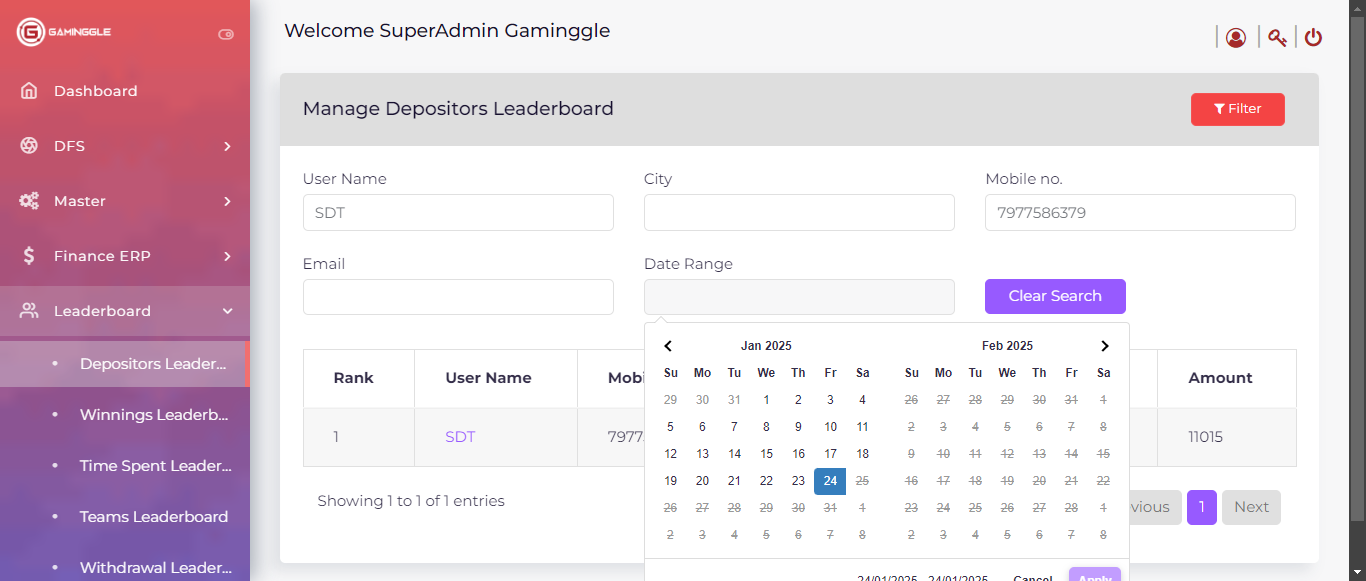 GAMINGGLE
Welcome SuperAdmin Gaminggle
Dashboard
DFS
Master
Finance ERP
Leaderboard
Depositors Leader...
Winnings Leaderb...
Time Spent Leader...
Teams Leaderboard
Withdrawal Leader...
Manage Depositors Leaderboard
Filter
User Name
City
Mobile no.
SDT
7977586379
Email
Date Range
Clear Search
Rank User Name Mobi Amount
1 SDT 7977. 11015
Showing 1 to 1 of 1 entries
vious 1 Next
Jan 2025
Su Mo Tu We Th Fr Sa
29 30 31 1 2 3 4
5 6 7 8 9 10 11
12 13 14 15 16 17 18
19 20 21 22 23 24 25
26 27 28 29 30 31 1
2 3 4 5 6 7 8
Feb 2025
Su Mo Tu We Th Fr Sa
26 27 28 29 30 31 1
2 3 4 5 6 7 8
9 10 11 12 13 14 15
16 17 18 19 20 21 22
23 24 25 26 27 28 1
2 3 4 5 6 7 8
24/01/2025 - 24/01/2025 Cancel Apply